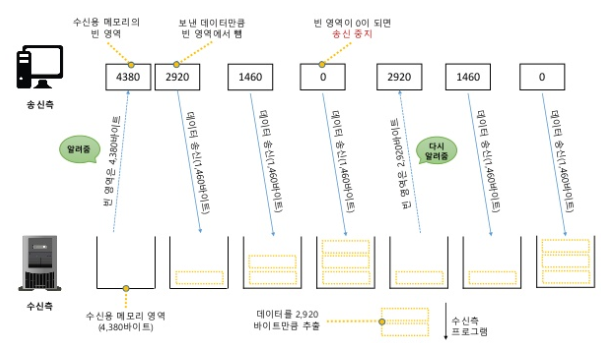 수신용 메모리의
빈 영역
보낸 데이터만큼
빈 영역에서 뺌
빈 영역이 0이 되면
송신 중지
4380
2920
1460
0
2920
1460
0
송신측
알려줌
빈 영역은 4,380바이트
데이터 송신(1,460바이트)
데이터 송신(1,460바이트)
데이터 송신(1,460바이트)
빈 영역은 2,920바이트
다시
알려줌
데이터 송신(1,460바이트)
데이터 송신(1,460바이트)
수신측
수신용 메모리 영역
(4,380바이트)
데이터를 2,920
바이트만큼 추출
수신측
프로그램